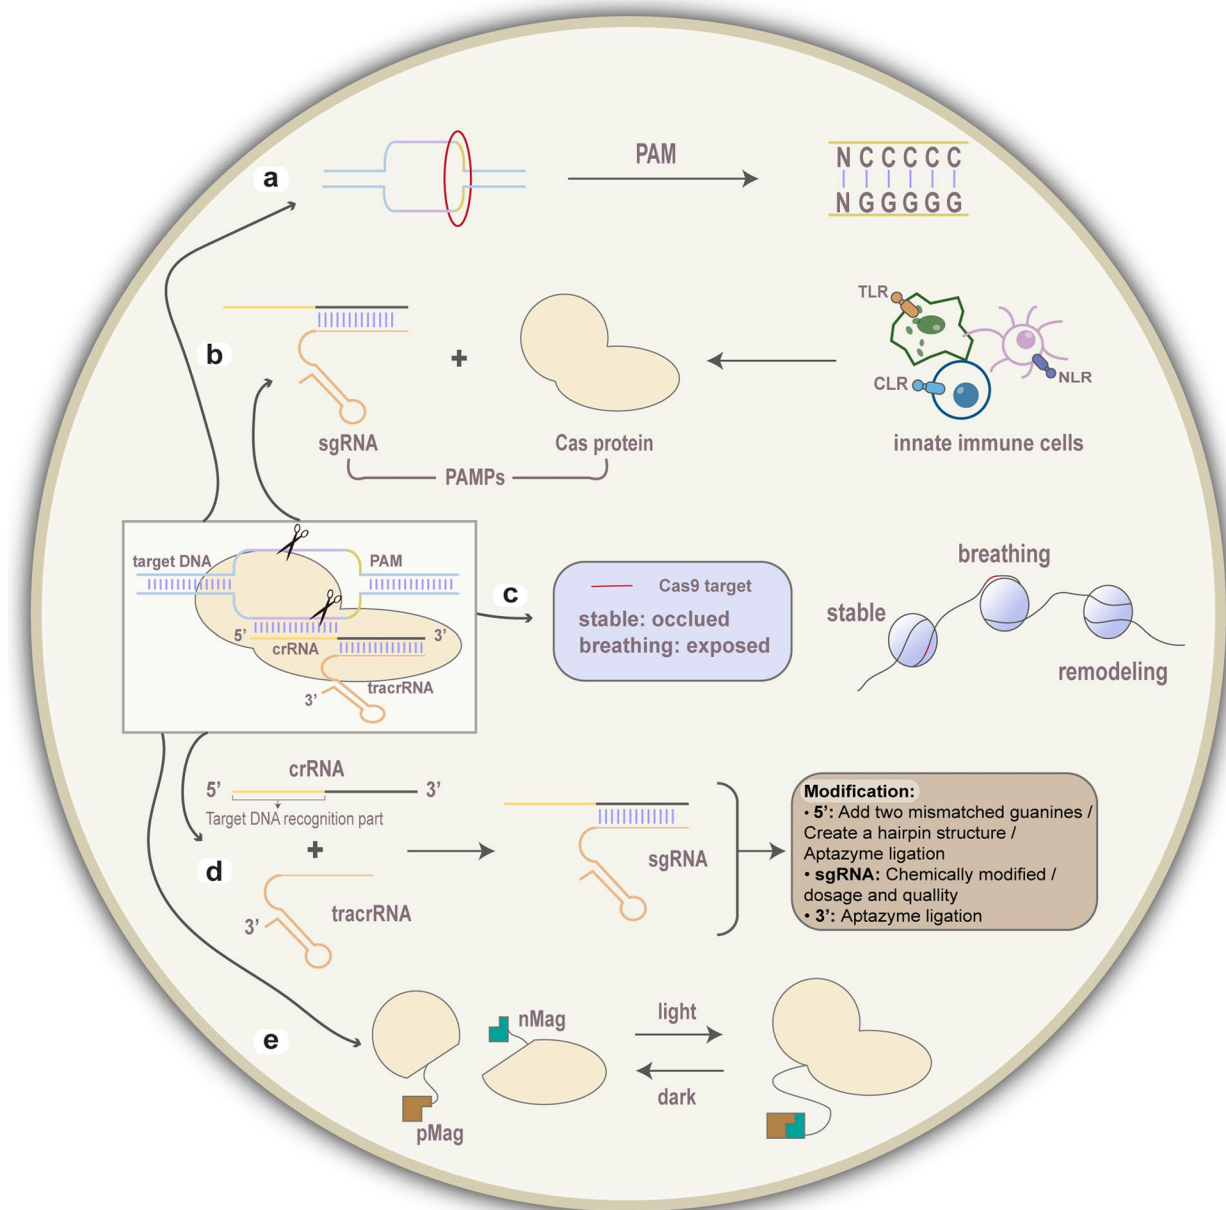 a
PAM
N C C C C C
N G G G G G
b
sgRNA
+
Cas protein
PAMPs
TLR
CLR
NLR
innate immune cells
target DNA
PAM
5’
crRNA
3’
tracrRNA
3’
c
Cas9 target
stable: occlued
breathing: exposed
stable
breathing
remodeling
d
crRNA
5’
3’
Target DNA recognition part
+
3’
tracrRNA
sgRNA
Modification:
• 5’: Add two mismatched guanines /
Create a hairpin structure /
Aptazyme ligation
• sgRNA: Chemically modified /
dosage and quallity
• 3’: Aptazyme ligation
e
pMag
nMag
light
dark